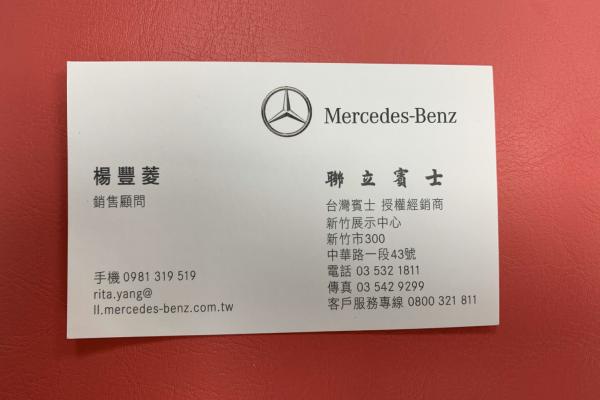 Mercedes-Benz
楊豐菱
銷售顧問
手機 0981 319 519
rita.yang@
ll.mercedes-benz.com.tw
聯立賓士
台灣賓士 授權經銷商
新竹展示中心
新竹市300
中華路一段43號
電話 03 532 1811
傳真 03 542 9299
客戶服務專線 0800 321 811